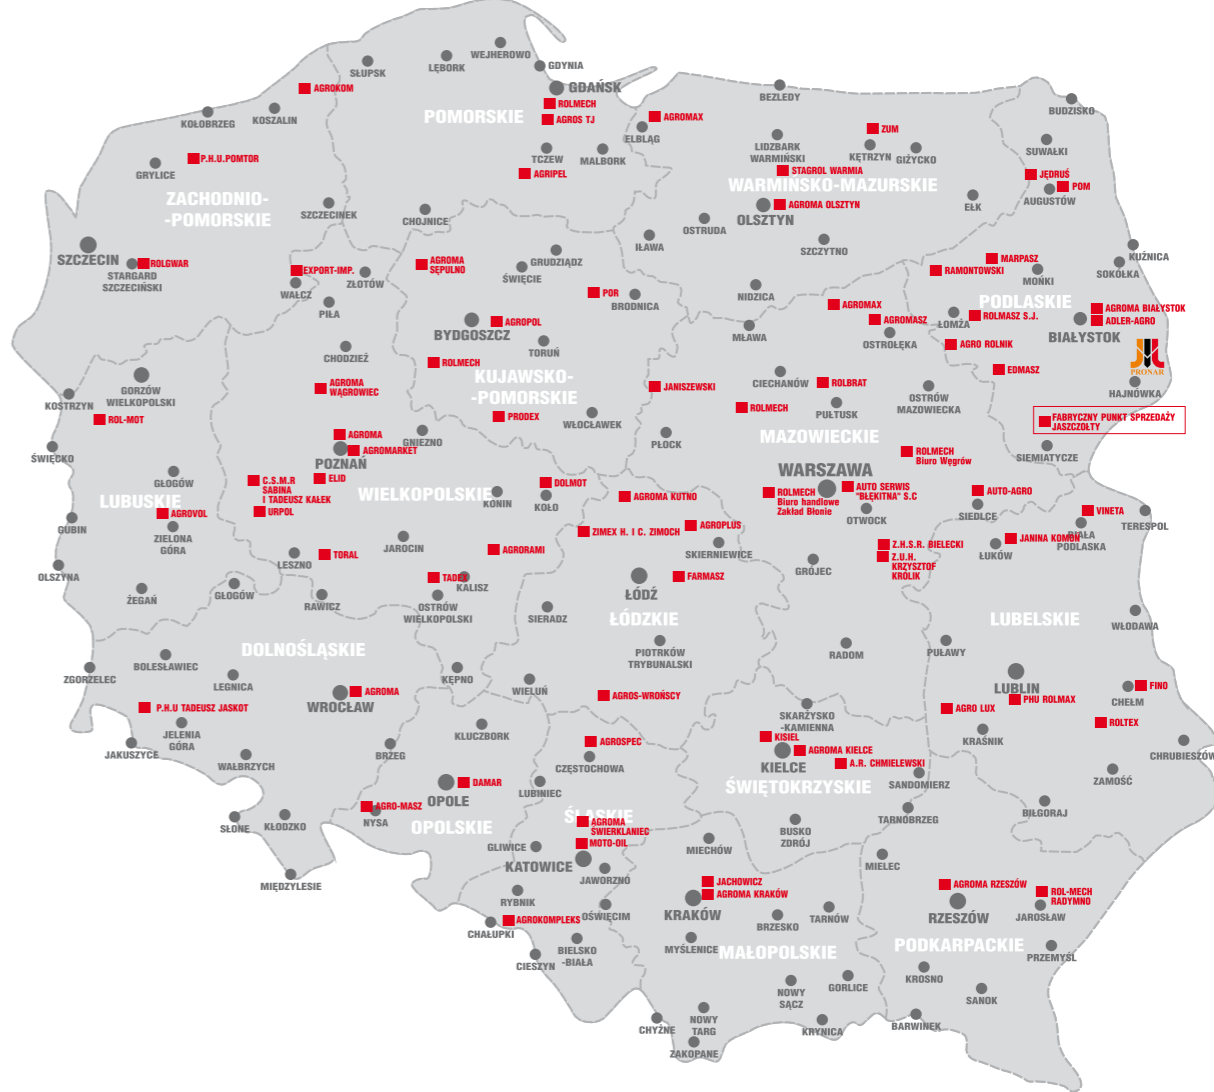 WEJHEROWO
SŁUPSK
LĘBORK
GDYNIA
GDAŃSK
AGROKOM
KOŁOBRZEG
KOSZALIN
POMORSKIE
ROLMECH
AGROS TJ
AGROMAX
ELBLĄG
BEZLEDY
BUDZISKO
P.H.U.POMTOR
GRYLICE
TCZEW
MALBORK
AGRIPEL
LIDZBARK
WARMIŃSKI
ZUM
KĘTRZYN
GIŻYCKO
SUWAŁKI
STAGROL WARMIA
JĘDRUŚ
POM
AUGUSTÓW
ZACHODNIO-
-POMORSKIE
SZCZECINEK
CHOJNICE
WARMIŃSKO-MAZURSKIE
AGROMA OLSZTYN
OLSZTYN
EŁK
OSTRUDA
IŁAWA
SZCZYTNO
SZCZECIN
ROLGWAR
STARGARD
SZCZECIŃSKI
EXPORT-IMP.
WAŁCZ
ZŁOTÓW
AGROMA
SĘPULNO
GRUDZIĄDZ
ŚWIĘCIE
KUŹNICA
SOKÓŁKA
MARPASZ
RAMONTOWSKI
MOŃKI
PIŁA
POR
BRODNICA
NIDZICA
AGROMAX
PODLASKIE
BYDGOSZCZ
AGROPOL
TORUŃ
MŁAWA
AGROMASZ
OSTROŁĘKA
ŁOMŻA
ROLMASZ S.J.
AGROMA BIAŁYSTOK
ADLER-AGRO
BIAŁYSTOK
AGRO ROLNIK
CHODZIEŻ
ROLMECH
KUJAWSKO-
-POMORSKIE
EDMASZ
PRONAR
HAJNÓWKA
GORZÓW
WIELKOPOLSKI
KOSTRZYN
ROL-MOT
AGROMA
WĄGROWIEC
JANISZEWSKI
CIECHANÓW
ROLBRAT
PUŁTUSK
OSTRÓW
MAZOWIECKA
PRODEX
WŁOCŁAWEK
ROLMECH
FABRYCZNY PUNKT SPRZEDAŻY
JASZCZOŁTY
ŚWIĘCKO
AGROMA
AGROMARKET
POZNAŃ
GNIEZNO
PŁOCK
MAZOWIECKIE
ROLMECH
Biuro Węgrów
SIEMIATYCZE
GŁOGÓW
LUBUSKIE
C.S.M.R
SABINA
I TADEUSZ KAŁEK
URPOL
ELID
WIELKOPOLSKIE
KONIN
DOLMOT
KOŁO
AGROMA KUTNO
WARSZAWA
ROLMECH
Biuro handlowe
Zakład Błonie
AUTO SERWIS
"BŁĘKITNA" S.C
OTWOCK
AUTO-AGRO
SIEDLCE
GUBIN
AGROVOL
ZIELONA
GÓRA
VINETA
BIAŁA
PODLASKA
TERESPOL
ZIMEX H. I C. ZIMOCH
AGROPLUS
SKIERNIEWICE
JANINA KOMON
ŁUKÓW
JAROCIN
AGRORAMI
Z.H.S.R. BIELECKI
Z.U.H.
KRZYSZTOF
KRÓLIK
GRÓJEC
OLSZYNA
TORAL
LESZNO
TADEX
KALISZ
OSTRÓW
WIELKOPOLSKI
FARMASZ
ŁÓDŹ
ŻEGAŃ
GŁOGÓW
RAWICZ
SIERADZ
ŁÓDZKIE
LUBELSKIE
WŁODAWA
DOLNOŚLĄSKIE
PIOTRKÓW
TRYBUNALSKI
RADOM
PUŁAWY
ZGORZELEC
BOLESŁAWIEC
LEGNICA
KĘPNO
WIELUŃ
LUBLIN
PHU ROLMAX
FINO
CHEŁM
AGROMA
WROCŁAW
AGROS-WROŃSCY
P.H.U TADEUSZ JASKOT
JELENIA
GÓRA
AGRO LUX
KRAŚNIK
ROLTEX
SKARŻYSKO
-KAMIENNA
KISIEL
AGROMA KIELCE
KIELCE
A.R. CHMIELEWSKI
JAKUSZYCE
WAŁBRZYCH
BRZEG
KLUCZBORK
AGROSPEC
CZĘSTOCHOWA
CHRUBIESZÓW
ZAMOŚĆ
ŚWIĘTOKRZYSKIE
SANDOMIERZ
DAMAR
OPOLE
LUBINIEC
AGRO-MASZ
NYSA
OPOLSKIE
ŚLĄSKIE
AGROMA
ŚWIERKLANIEC
MOTO-OIL
TARNOBRZEG
BIŁGORAJ
SŁONE
KŁODZKO
GLIWICE
KATOWICE
MIECHÓW
BUSKO
ZDRÓJ
MIELEC
MIĘDZYLESIE
JAWORZNO
JACHOWICZ
AGROMA KRAKÓW
KRAKÓW
AGROMA RZESZÓW
RZESZÓW
ROL-MECH
RADYMNO
JAROSŁAW
RYBNIK
OŚWIĘCIM
AGROKOMPLEKS
CHAŁUPKI
BRZESKO
TARNÓW
MYŚLENICE
MAŁOPOLSKIE
PODKARPACKIE
PRZEMYŚL
BIELSKO
-BIAŁA
CIESZYN
NOWY
SĄCZ
GORLICE
KROSNO
SANOK
CHYŻNE
NOWY
TARG
KRYNICA
BARWINEK
ZAKOPANE